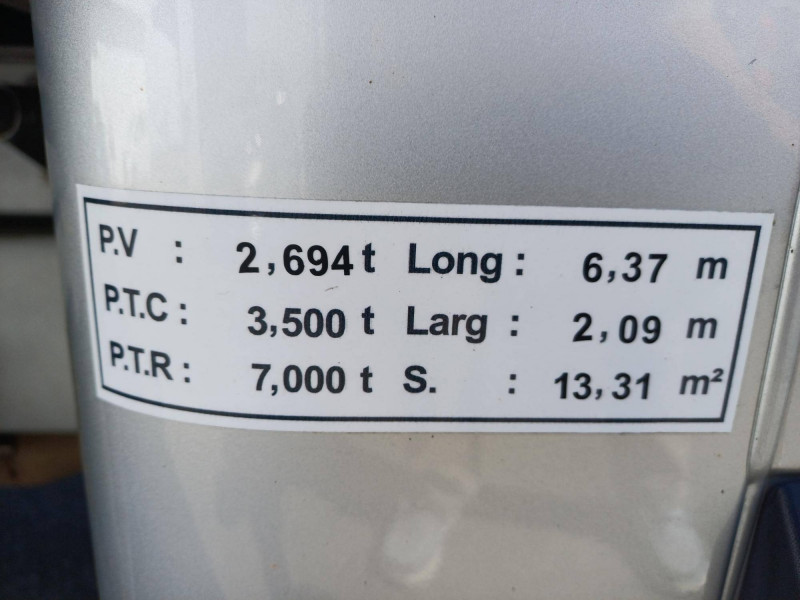 P.V : 2,694 t Long : 6,37 m
P.T.C : 3,500 t Larg : 2,09 m
P.T.R : 7,000 t S. : 13,31 m²